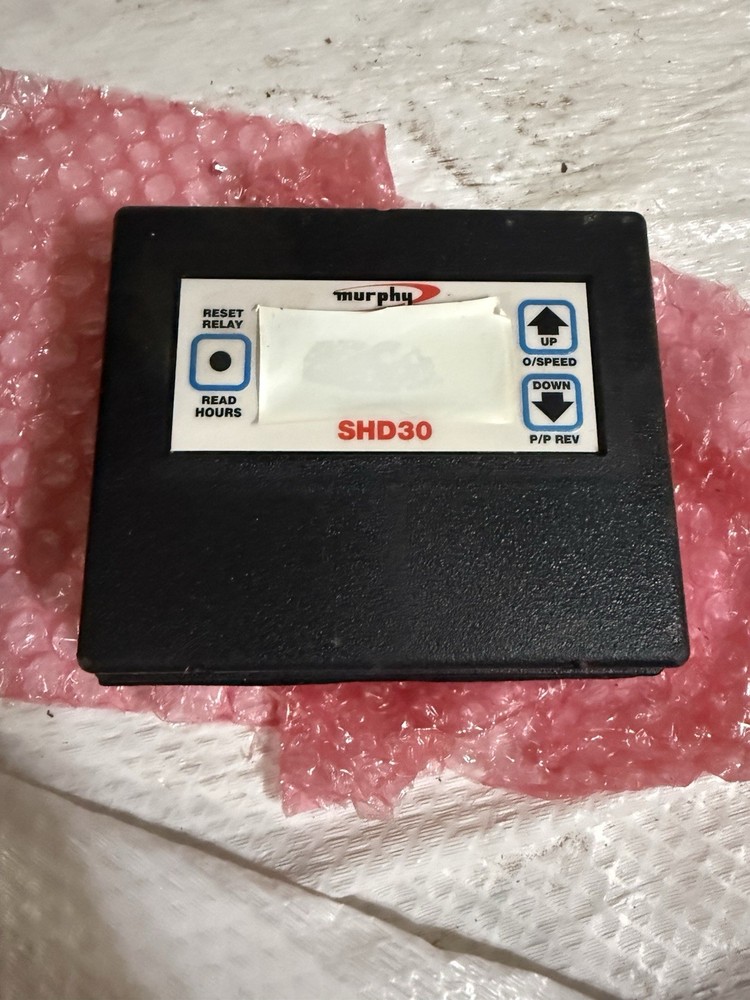 murphy
RESET
RELAY
READ
HOURS
UP
O/SPEED
DOWN
P/P REV
SHD30